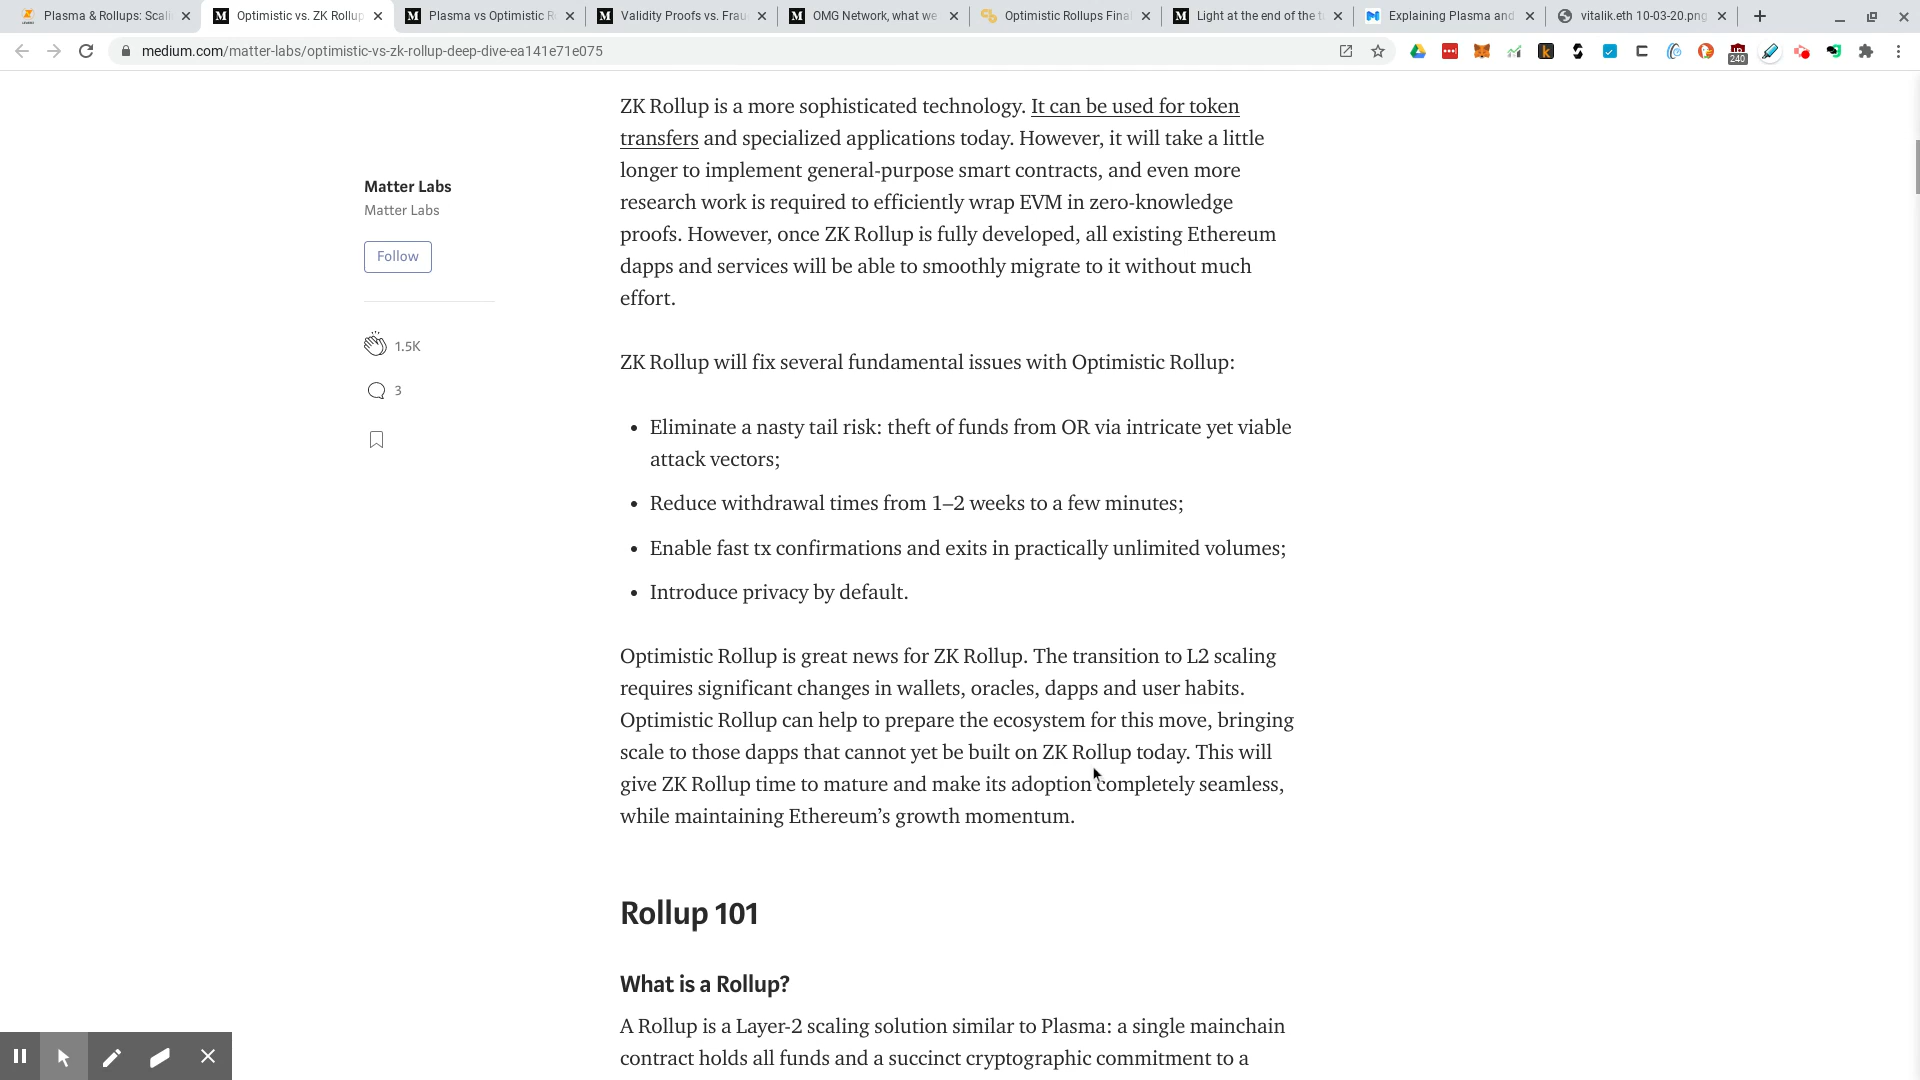 Plasma & Rollups: Scali
Optimistic vs. ZK Rollup
Plasma vs Optimistic R
Validity Proofs vs. Frau
OMG Network, what we
Optimistic Rollups Final
Light at the end of the t
Explaining Plasma and
vitalik.eth 10-03-20.png
medium.com/matter-labs/optimistic-vs-zk-rollup-deep-dive-ea141e71e075
240
ZK Rollup is a more sophisticated technology. It can be used for token
transfers and specialized applications today. However, it will take a little
longer to implement general-purpose smart contracts, and even more
research work is required to efficiently wrap EVM in zero-knowledge
proofs. However, once ZK Rollup is fully developed, all existing Ethereum
dapps and services will be able to smoothly migrate to it without much
effort.
Matter Labs
Matter Labs
Follow
1.5K
3
ZK Rollup will fix several fundamental issues with Optimistic Rollup:
• Eliminate a nasty tail risk: theft of funds from OR via intricate yet viable
attack vectors;
• Reduce withdrawal times from 1–2 weeks to a few minutes;
• Enable fast tx confirmations and exits in practically unlimited volumes;
• Introduce privacy by default.
Optimistic Rollup is great news for ZK Rollup. The transition to L2 scaling
requires significant changes in wallets, oracles, dapps and user habits.
Optimistic Rollup can help to prepare the ecosystem for this move, bringing
scale to those dapps that cannot yet be built on ZK Rollup today. This will
give ZK Rollup time to mature and make its adoption completely seamless,
while maintaining Ethereum’s growth momentum.
Rollup 101
What is a Rollup?
A Rollup is a Layer-2 scaling solution similar to Plasma: a single mainchain
contract holds all funds and a succinct cryptographic commitment to a